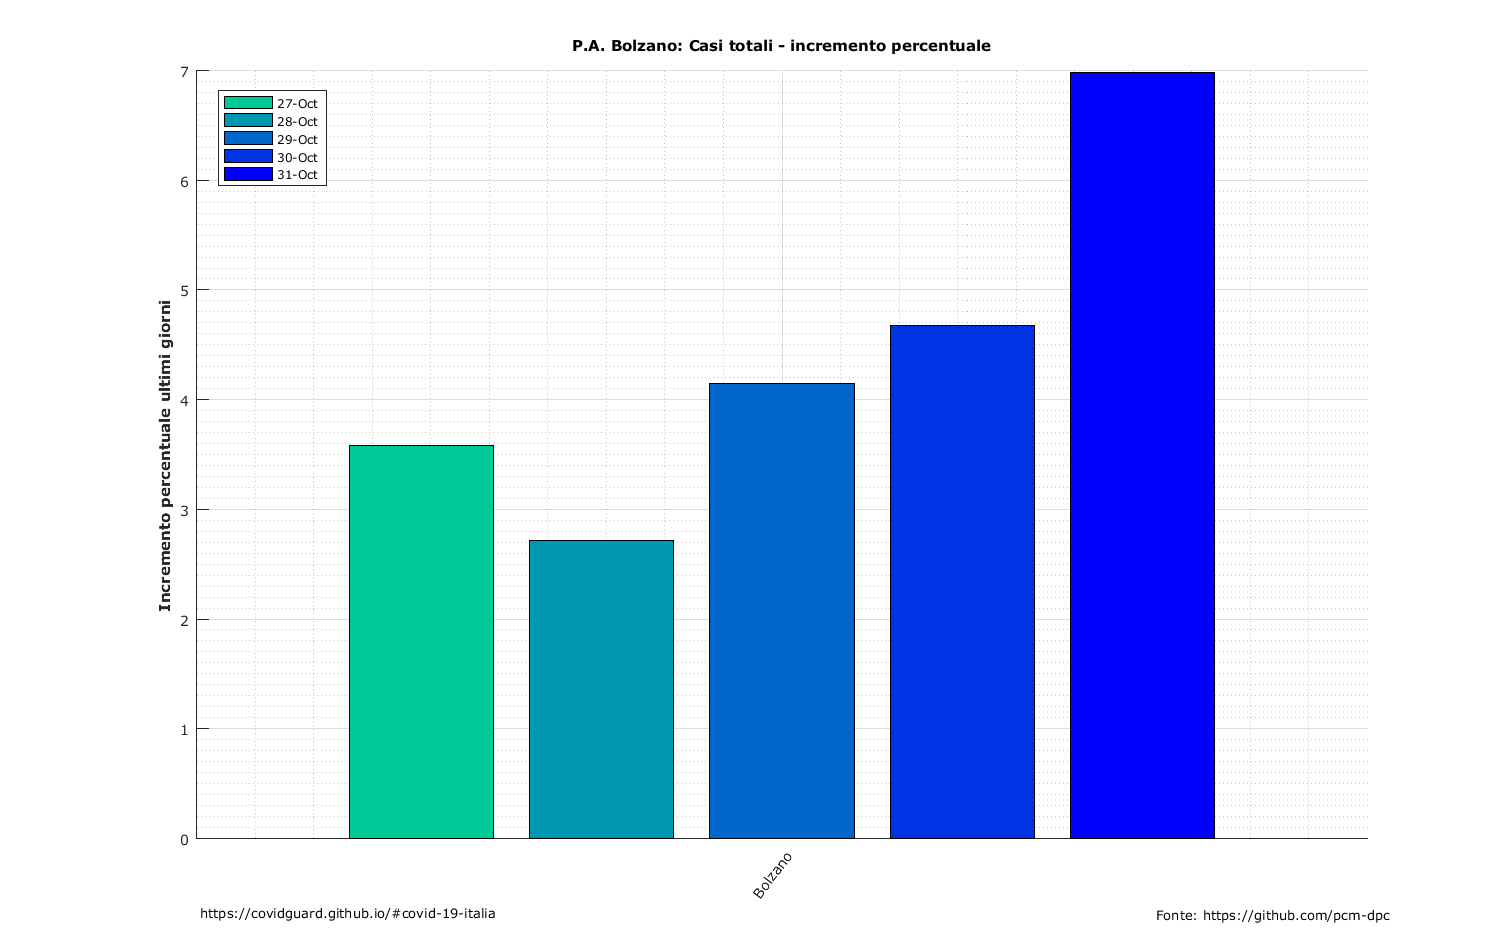 P.A. Bolzano: Casi totali - incremento percentuale
7
6
5
4
3
2
1
0
Incremento percentuale ultimi giorni
27-Oct
28-Oct
29-Oct
30-Oct
31-Oct
Bolzano
https://covidguard.github.io/#covid-19-italia
Fonte: https://github.com/pcm-dpc